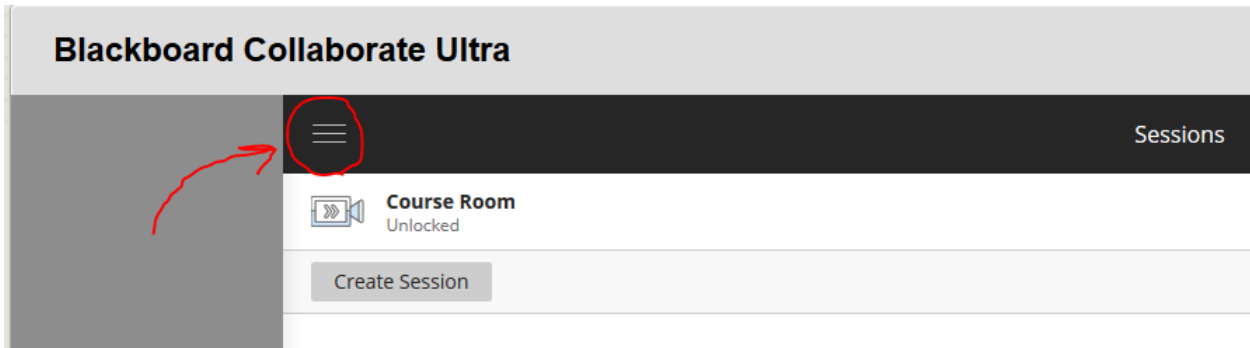 Blackboard Collaborate Ultra
Sessions
Course Room
Unlocked
Create Session